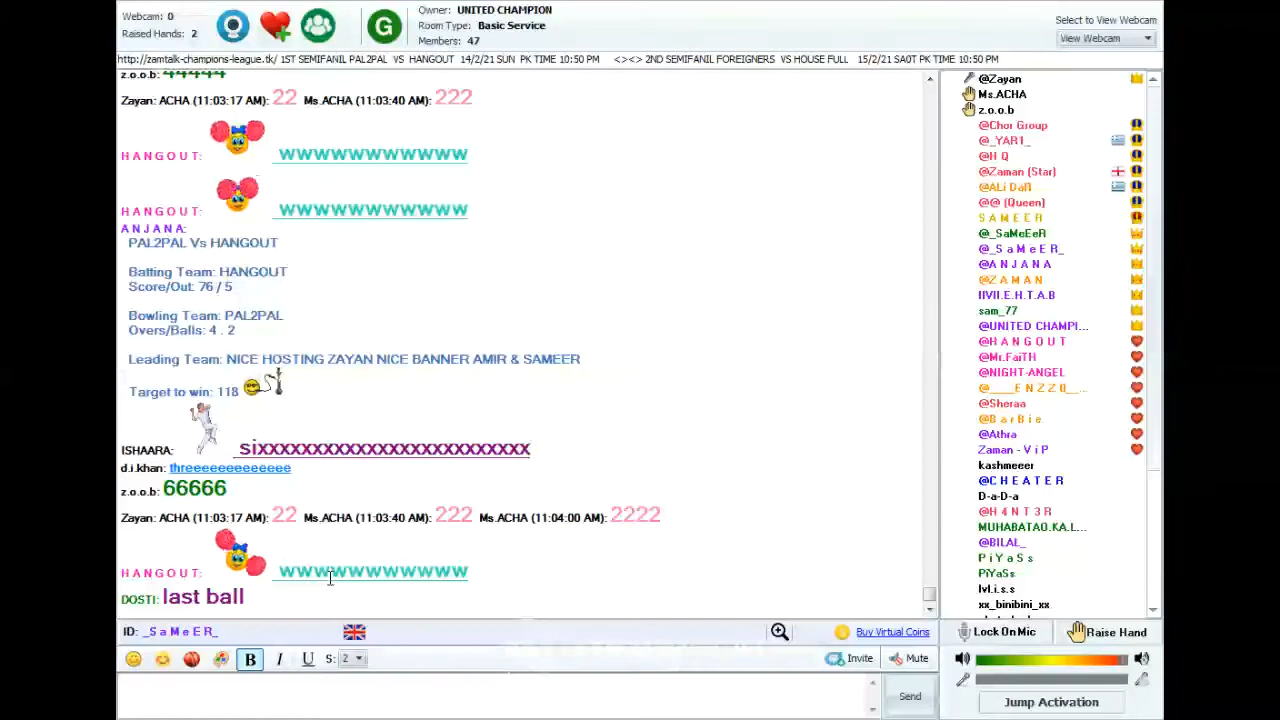 Webcam: 0
Raised Hands: 2
G
Owner: UNITED CHAMPION
Room Type: Basic Service
Members: 47
Select to View Webcam
View Webcam
http://zamtalk-champions-league.tk/ 1ST SEMIFANIL PAL2PAL VS HANGOUT 14/2/21 SUN PK TIME 10:50 PM <><> 2ND SEMIFANIL FOREIGNERS VS HOUSE FULL 15/2/21 SAOT PK TIME 10:50 PM
z.o.o.b: 44444
Zayan: ACHA (11:03:17 AM): 22 Ms.ACHA (11:03:40 AM): 222
H A N G O U T: wwwwwwwwwww
H A N G O U T: wwwwwwwwwww
A N J A N A:
PAL2PAL Vs HANGOUT
Batting Team: HANGOUT
Score/Out: 76 / 5
Bowling Team: PAL2PAL
Overs/Balls: 4 . 2
Leading Team: NICE HOSTING ZAYAN NICE BANNER AMIR & SAMEER
Target to win: 118
ISHAARA: sixxxxxxxxxxxxxxxxxxxxxxxx
d.i.khan: threeeeeeeeeeeee
z.o.o.b: 66666
Zayan: ACHA (11:03:17 AM): 22 Ms.ACHA (11:03:40 AM): 222 Ms.ACHA (11:04:00 AM): 2222
H A N G O U T: wwwwwwwwwww
DOSTI: last ball
@Zayan
Ms.ACHA
z.o.o.b
@Chor Group
@_YAR1_
@H Q
@Zaman (Star)
@ALi DaR
@@ (Queen)
S A M E E R
@_SaMeEeR
@_S a M e E R_
@A N J A N A
@Z A M A N
IIVII.E.H.T.A.B
sam_77
@UNITED CHAMPI...
@H A N G O U T
@Mr.FaiTH
@NIGHT-ANGEL
@____E N Z Z 0__...
@Sheraa
@B a r B i e
@Athra
Zaman - V i P
kashmeeer
@C H E A T E R
D-a-D-a
@H 4 N T 3 R
MUHABATAO.KA.L...
@BILAL_
P i Y a S s
PiYaSs
lvl.i.s.s
xx_binibini_xx
ID: _S a M e E R_
Buy Virtual Coins
Lock On Mic
Raise Hand
B I U S: 2
Invite
Mute
Send
Jump Activation